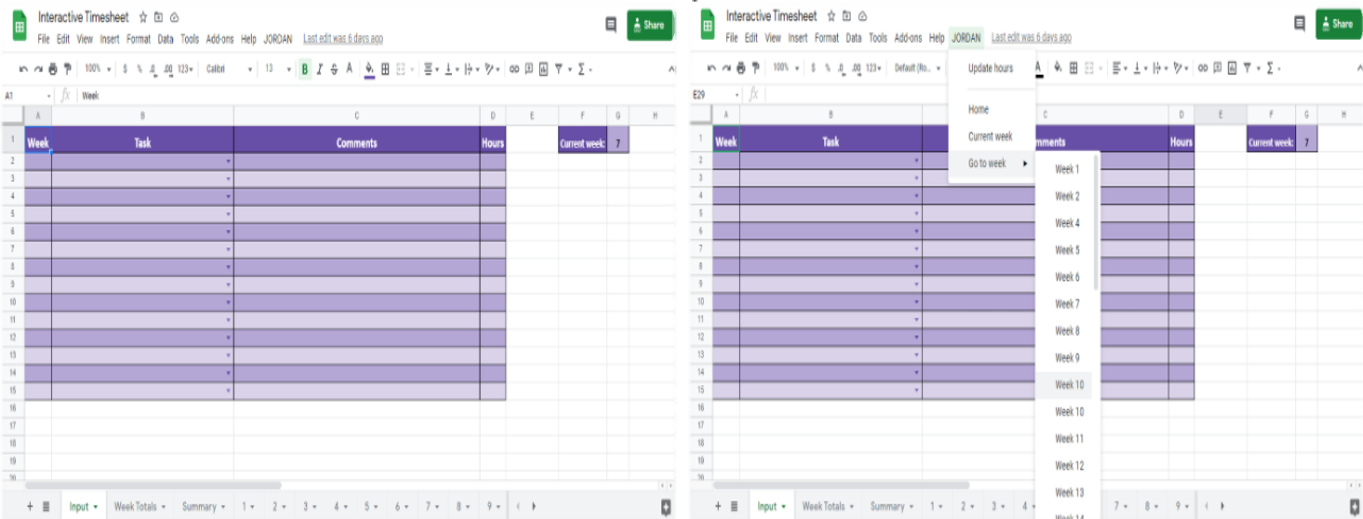 Interactive Timesheet
File Edit View Insert Format Data Tools Add-ons Help JORDAN Last edit was 6 days ago
Share
100% $ % .0 .00 123 Calibri 13 B I S A
A1 fx Week
A B C D E F G H
1 Week Task Comments Hours Current week: 7
2
3
4
5
6
7
8
9
10
11
12
13
14
15
16
17
18
19
20
Input Week Totals Summary 1 2 3 4 5 6 7 8 9
Interactive Timesheet
File Edit View Insert Format Data Tools Add-ons Help JORDAN Last edit was 6 days ago
Share
100% $ % .0 .00 123 Default (Ro... A
E29 fx
A B C D E F G H
1 Week Task mments Hours Current week: 7
2
3
4
5
6
7
8
9
10
11
12
13
14
15
16
17
18
19
20
Update hours
Home
Current week
Go to week
Week 1
Week 2
Week 4
Week 5
Week 6
Week 7
Week 8
Week 9
Week 10
Week 10
Week 11
Week 12
Week 13
Week 14
Input Week Totals Summary 1 2 3 4 7 8 9